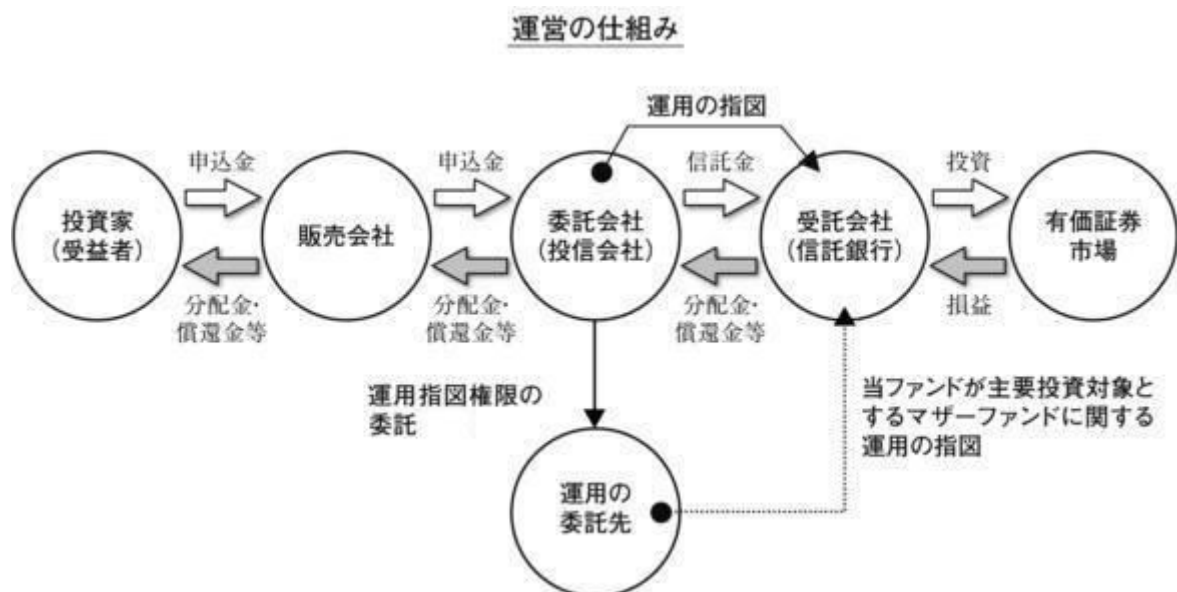 運営の仕組み
運用の指図
申込金
申込金
信託金
投資
投資家
(受益者)
販売会社
委託会社
(投信会社)
受託会社
(信託銀行)
有価証券
市場
分配金・
償還金等
分配金・
償還金等
分配金・
償還金等
損益
運用指図権限の
委託
当ファンドが主要投資対象と
するマザーファンドに関する
運用の指図
運用の
委託先